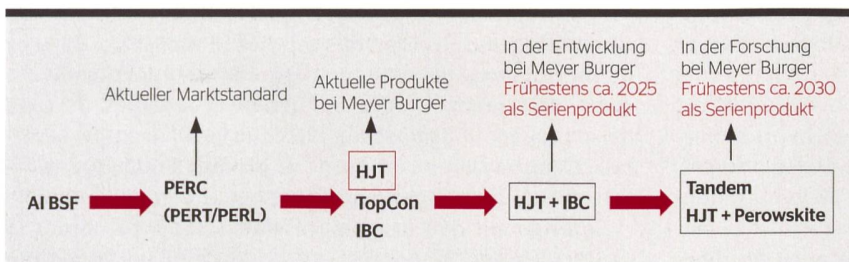 Aktueller Marktstandard
Aktuelle Produkte
bei Meyer Burger
In der Entwicklung
bei Meyer Burger
Frühestens ca. 2025
als Serienprodukt
In der Forschung
bei Meyer Burger
Frühestens ca. 2030
als Serienprodukt
Al BSF
PERC
(PERT/PERL)
HJT
TopCon
IBC
HJT + IBC
Tandem
HJT + Perowskite